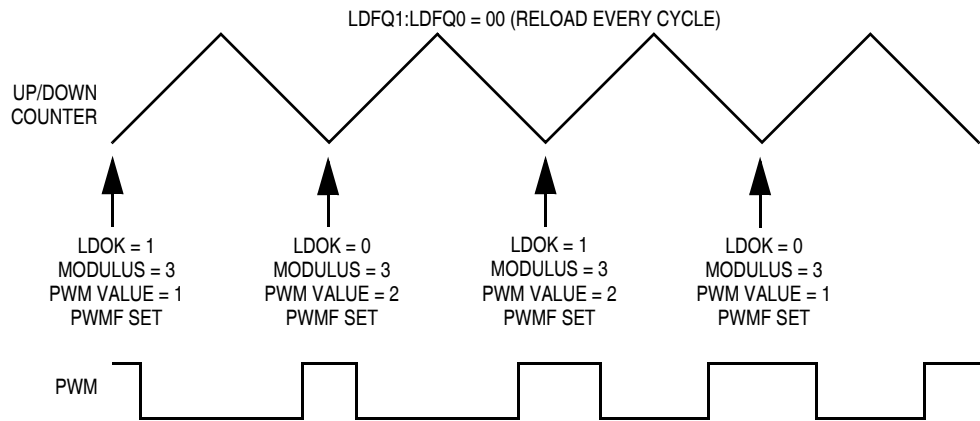 LDFQ1:LDFQ0 = 00 (RELOAD EVERY CYCLE)
UP/DOWN
COUNTER
LDOK = 1
MODULUS = 3
PWM VALUE = 1
PWMF SET
LDOK = 0
MODULUS = 3
PWM VALUE = 2
PWMF SET
LDOK = 1
MODULUS = 3
PWM VALUE = 2
PWMF SET
LDOK = 0
MODULUS = 3
PWM VALUE = 1
PWMF SET
PWM